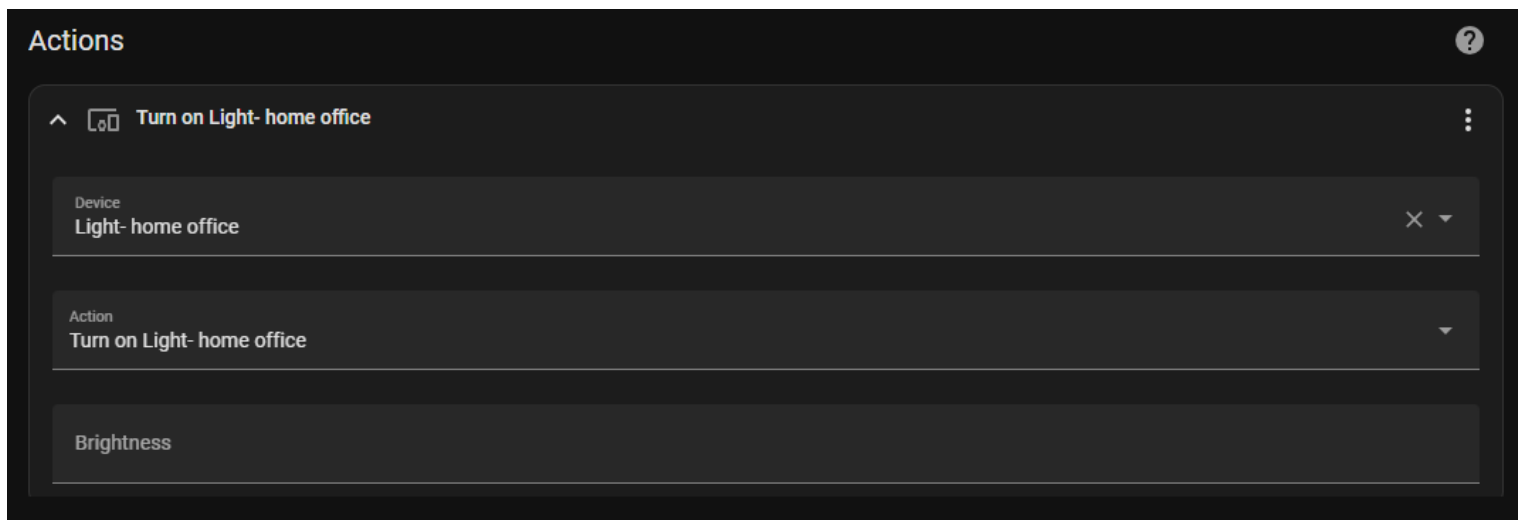 Actions
Turn on Light- home office
Device
Light- home office
Action
Turn on Light- home office
Brightness